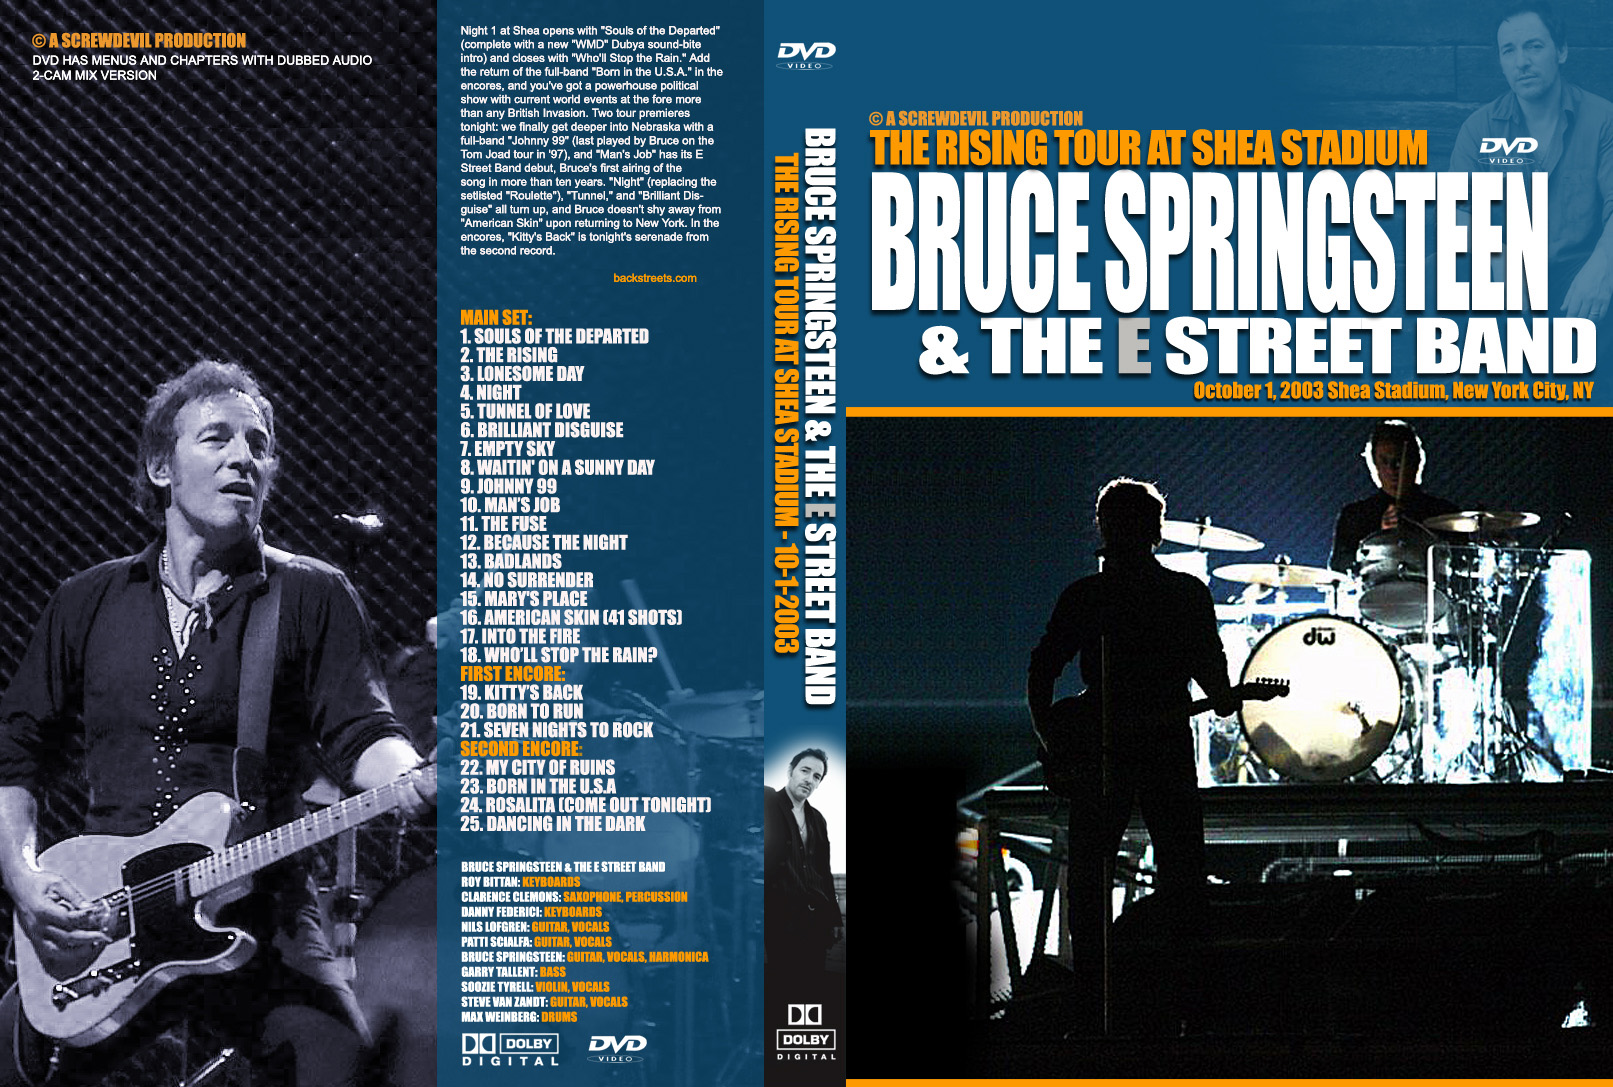 © A SCREWDEVIL PRODUCTION
DVD HAS MENUS AND CHAPTERS WITH DUBBED AUDIO
2-CAM MIX VERSION
Night 1 at Shea opens with "Souls of the Departed"
(complete with a new "WMD" Dubya sound-bite
intro) and closes with "Who'll Stop the Rain." Add
the return of the full-band "Born in the U.S.A." in the
encores, and you've got a powerhouse political
show with current world events at the fore more
than any British Invasion. Two tour premieres
tonight: we finally get deeper into Nebraska with a
full-band "Johnny 99" (last played by Bruce on the
Tom Joad tour in '97), and "Man's Job" has its E
Street Band debut, Bruce's first airing of the
song in more than ten years. "Night" (replacing the
setlisted "Roulette"), "Tunnel," and "Brilliant Dis-
guise" all turn up, and Bruce doesn't shy away from
"American Skin" upon returning to New York. In the
encores, "Kitty's Back" is tonight's serenade from
the second record.
backstreets.com
MAIN SET:
1. SOULS OF THE DEPARTED
2. THE RISING
3. LONESOME DAY
4. NIGHT
5. TUNNEL OF LOVE
6. BRILLIANT DISGUISE
7. EMPTY SKY
8. WAITIN' ON A SUNNY DAY
9. JOHNNY 99
10. MAN'S JOB
11. THE FUSE
12. BECAUSE THE NIGHT
13. BADLANDS
14. NO SURRENDER
15. MARY'S PLACE
16. AMERICAN SKIN (41 SHOTS)
17. INTO THE FIRE
18. WHO'LL STOP THE RAIN?
FIRST ENCORE:
19. KITTY'S BACK
20. BORN TO RUN
21. SEVEN NIGHTS TO ROCK
SECOND ENCORE:
22. MY CITY OF RUINS
23. BORN IN THE U.S.A
24. ROSALITA (COME OUT TONIGHT)
25. DANCING IN THE DARK
BRUCE SPRINGSTEEN & THE E STREET BAND
ROY BITTAN: KEYBOARDS
CLARENCE CLEMONS: SAXOPHONE, PERCUSSION
DANNY FEDERICI: KEYBOARDS
NILS LOFGREN: GUITAR, VOCALS
PATTI SCIALFA: GUITAR, VOCALS
BRUCE SPRINGSTEEN: GUITAR, VOCALS, HARMONICA
GARRY TALLENT: BASS
SOOZIE TYRELL: VIOLIN, VOCALS
STEVE VAN ZANDT: GUITAR, VOCALS
MAX WEINBERG: DRUMS
DOLBY
DIGITAL
DVD
VIDEO
DVD
VIDEO
BRUCE SPRINGSTEEN & THE E STREET BAND
THE RISING TOUR AT SHEA STADIUM - 10-1-2003
DOLBY
DIGITAL
© A SCREWDEVIL PRODUCTION
THE RISING TOUR AT SHEA STADIUM
DVD
VIDEO
BRUCE SPRINGSTEEN
& THE E STREET BAND
October 1, 2003 Shea Stadium, New York City, NY
dw